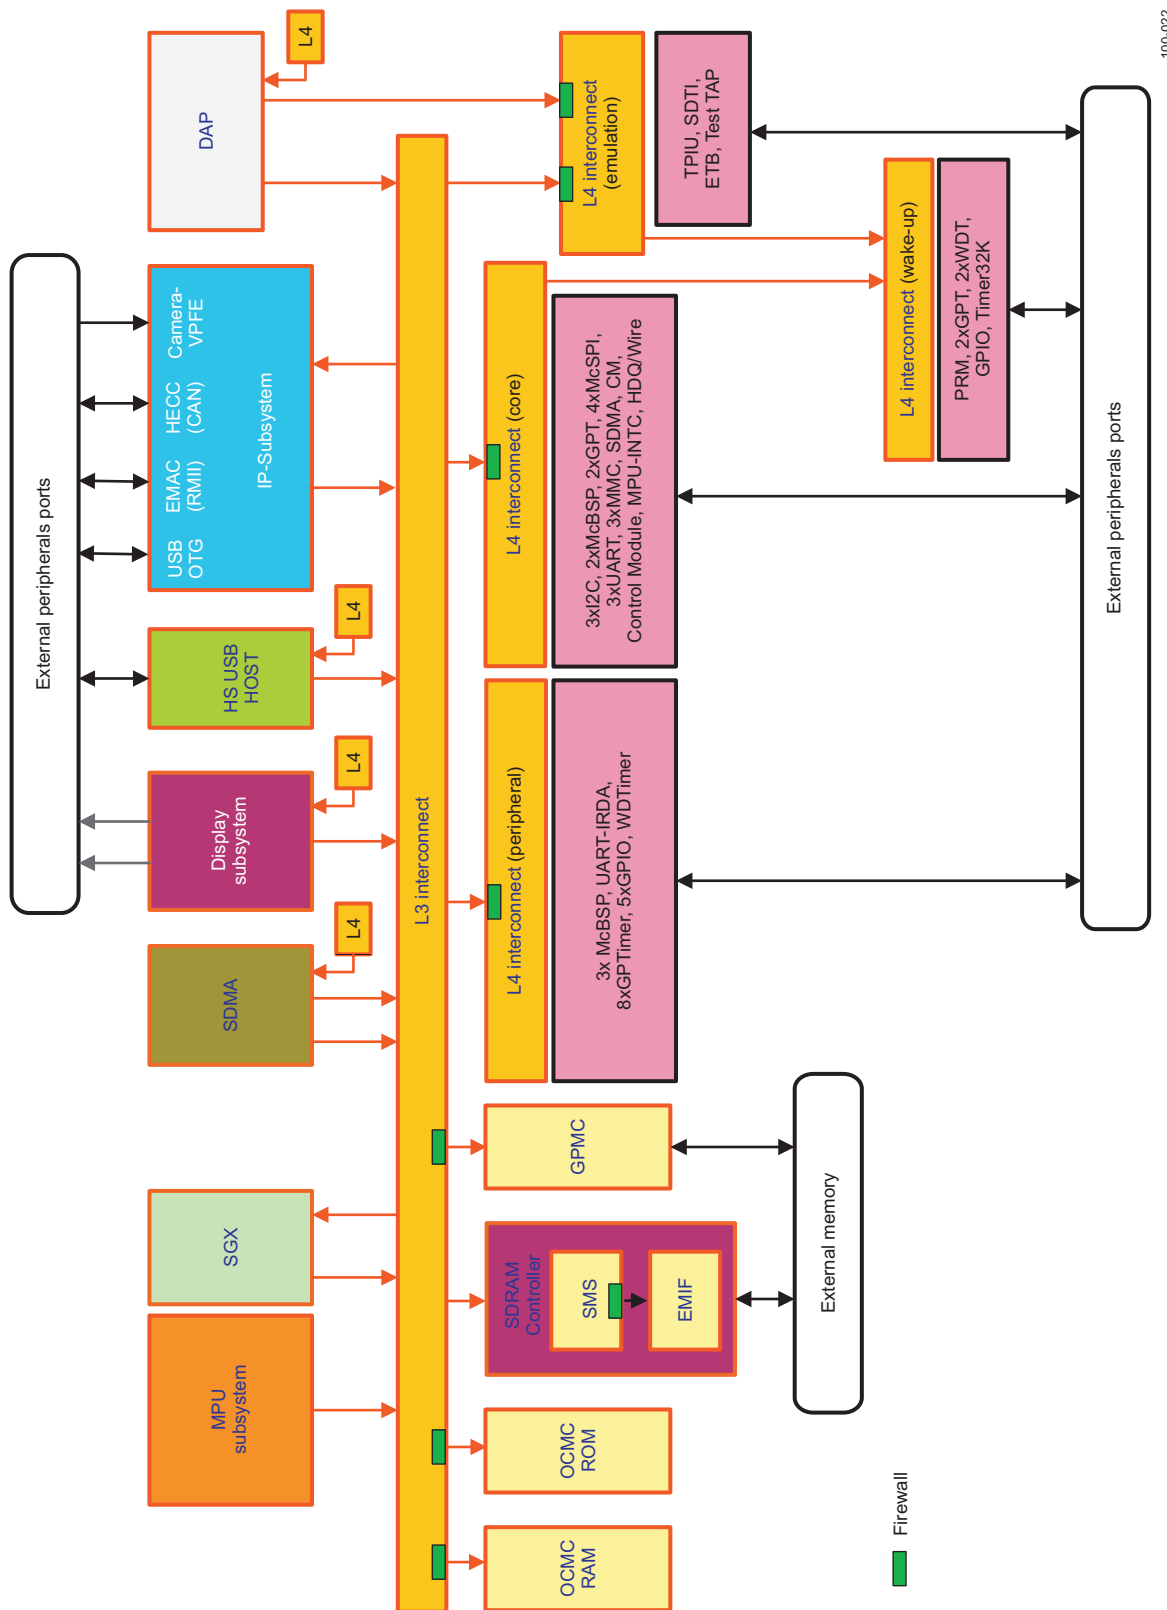 External peripherals ports
MPU
subsystem
SGX
SDMA
Display
subsystem
HS USB
HOST
USB
OTG
EMAC
(RMII)
HECC
(CAN)
Camera-
VPFE
IP-Subsystem
DAP
L4
L4
L4
L4
L3 interconnect
OCMC
RAM
OCMC
ROM
SDRAM
Controller
SMS
EMIF
GPMC
L4 interconnect (peripheral)
3x McBSP, UART-IRDA,
8xGPTimer, 5xGPIO, WDTimer
L4 interconnect (core)
3xI2C, 2xMcBSP, 2xGPT, 4xMcSPI,
3xUART, 3xMMC, SDMA, CM,
Control Module, MPU-INTC, HDQ/Wire
L4 interconnect
(emulation)
TPIU, SDTI,
ETB, Test TAP
L4 interconnect (wake-up)
PRM, 2xGPT, 2xWDT,
GPIO, Timer32K
External memory
External peripherals ports
Firewall
100-032